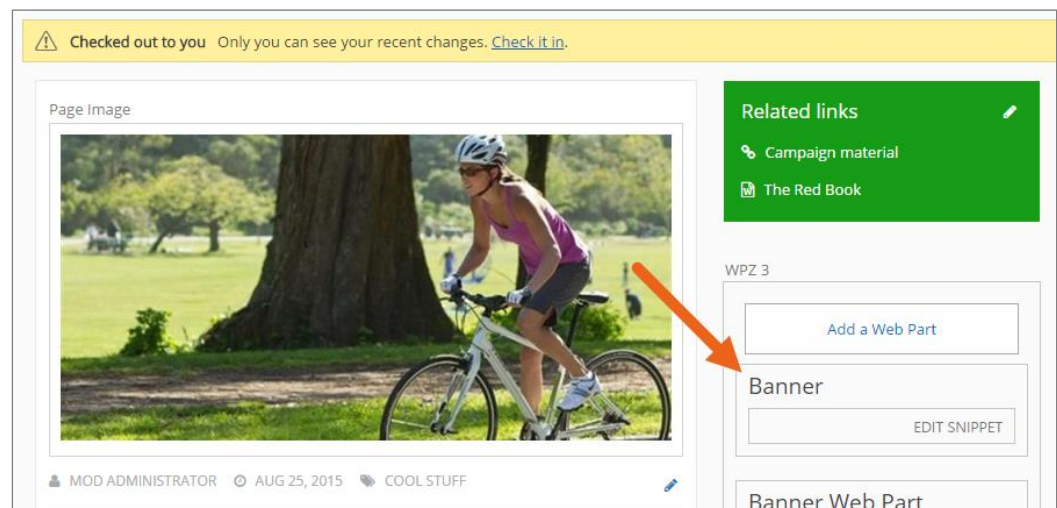 Checked out to you Only you can see your recent changes. Check it in.
Page Image
MOD ADMINISTRATOR AUG 25, 2015 COOL STUFF
Related links
Campaign material
The Red Book
WPZ 3
Add a Web Part
Banner
EDIT SNIPPET
Banner Web Part